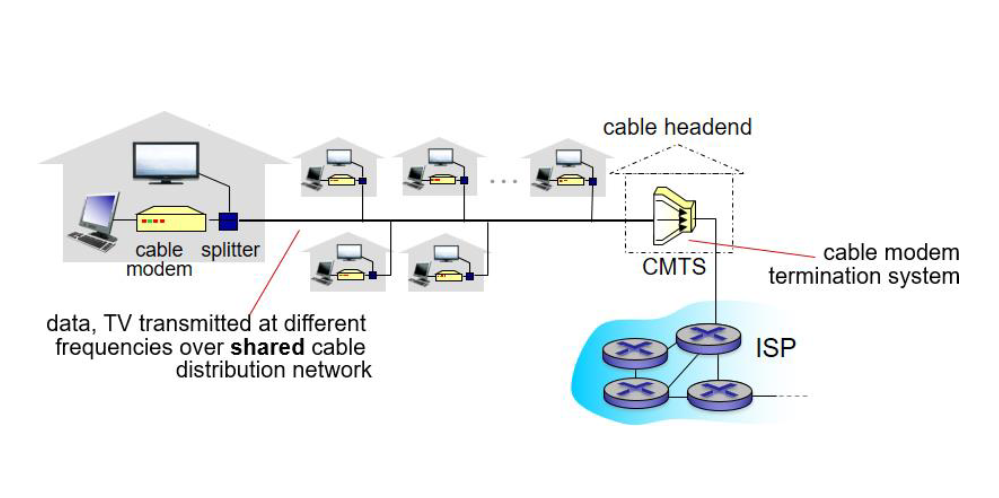 cable headend
cable
modem
splitter
CMTS
cable modem
termination system
data, TV transmitted at different
frequencies over shared cable
distribution network
ISP